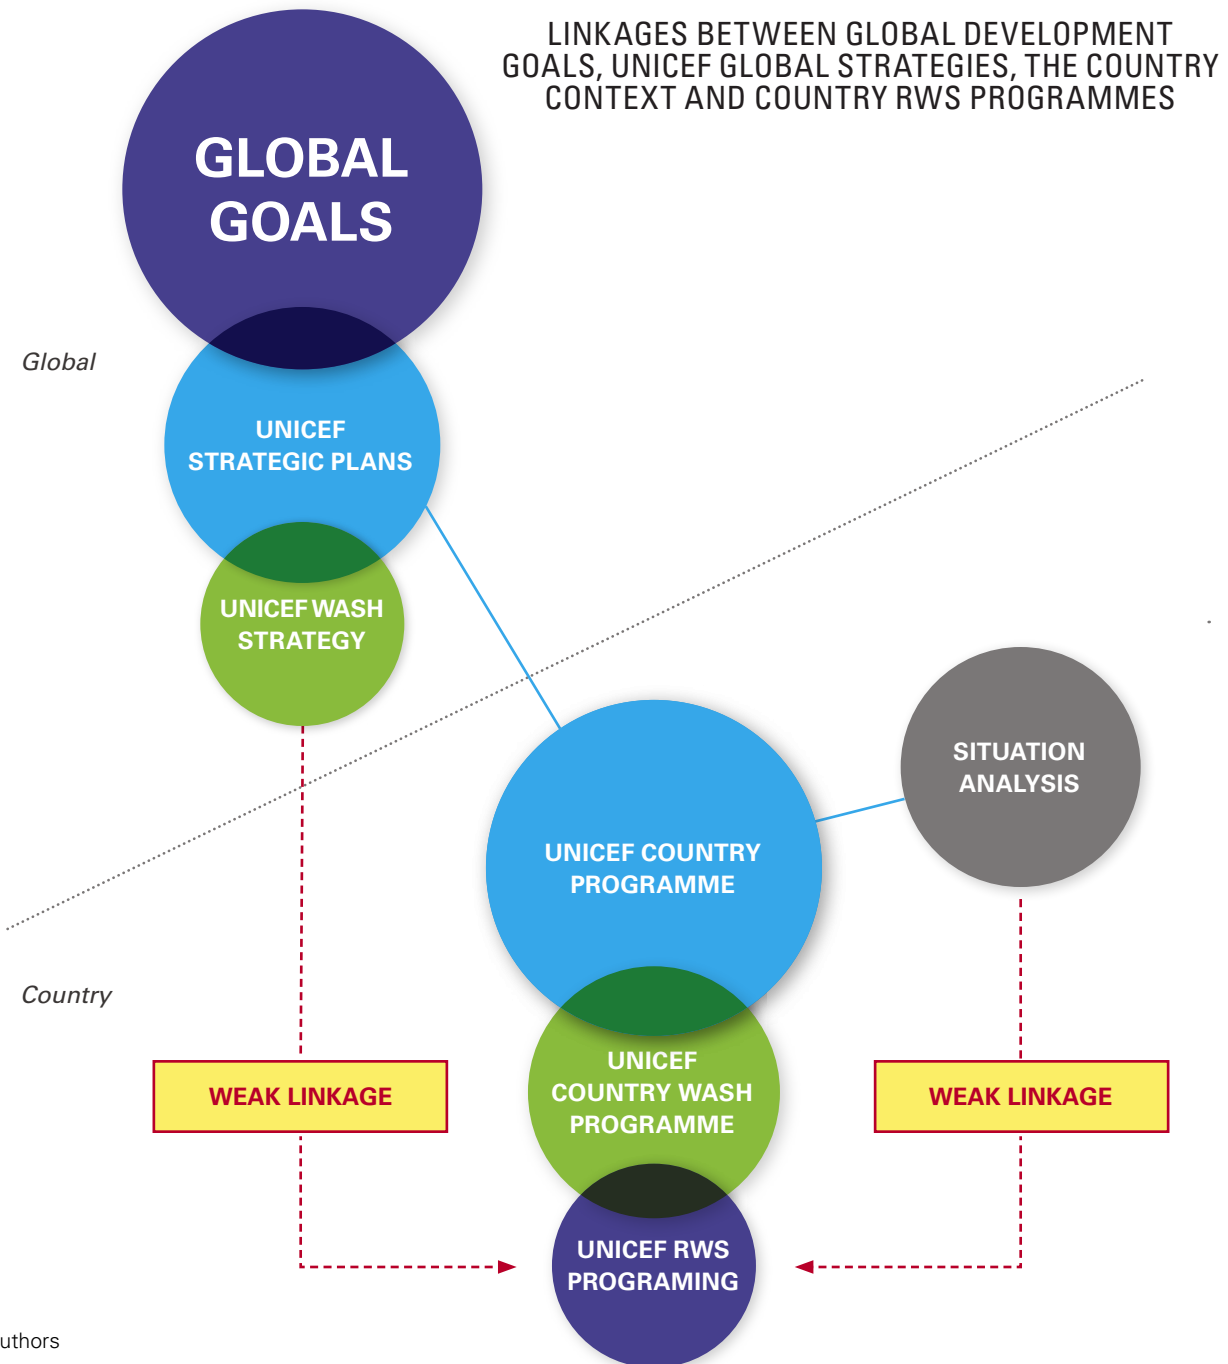 LINKAGES BETWEEN GLOBAL DEVELOPMENT
GOALS, UNICEF GLOBAL STRATEGIES, THE COUNTRY
CONTEXT AND COUNTRY RWS PROGRAMMES
GLOBAL
GOALS
Global
UNICEF
STRATEGIC PLANS
UNICEF WASH
STRATEGY
SITUATION
ANALYSIS
UNICEF COUNTRY
PROGRAMME
Country
WEAK LINKAGE
UNICEF
COUNTRY WASH
PROGRAMME
WEAK LINKAGE
UNICEF RWS
PROGRAMING
uthors